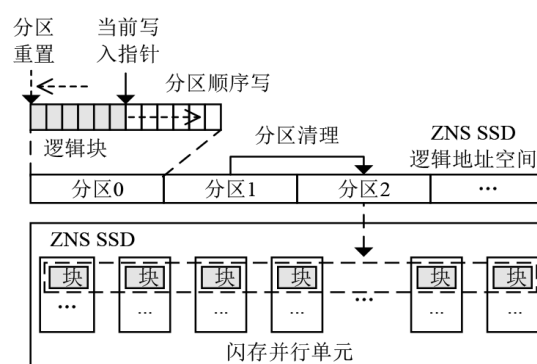 分区
重置
当前写
入指针
分区顺序写
逻辑块
分区清理
ZNS SSD
逻辑地址空间
分区0
分区1
分区2
...
ZNS SSD
块
块
块
块
块
...
...
...
...
...
...
闪存并行单元